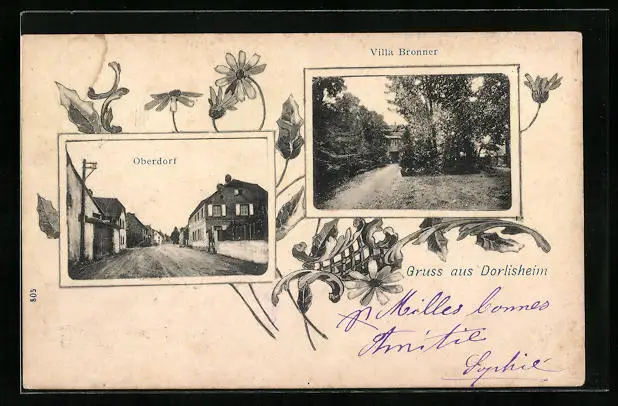 Villa Bronner
Oberdorf
Gruss aus Dorlisheim
805
Milles bonnes
Amitié
Sophie